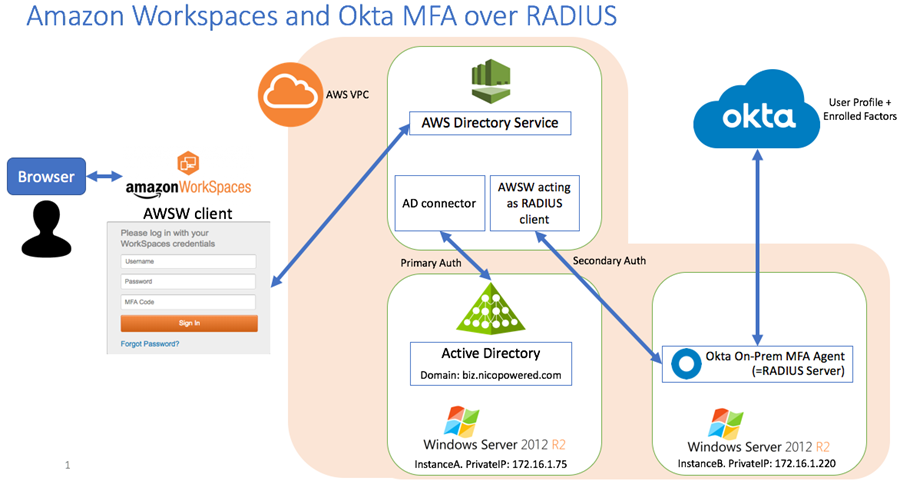 Amazon Workspaces and Okta MFA over RADIUS
AWS VPC
AWS Directory Service
okta
User Profile +
Enrolled Factors
Browser
amazon WorkSpaces
AWSW client
Please log in with your
WorkSpaces credentials
Username
Password
MFA Code
Sign In
Forgot Password?
AD connector
AWSW acting
as RADIUS
client
Primary Auth
Secondary Auth
Active Directory
Domain: biz.nicopowered.com
Windows Server 2012 R2
InstanceA. PrivateIP: 172.16.1.75
Okta On-Prem MFA Agent
(=RADIUS Server)
Windows Server 2012 R2
InstanceB. PrivateIP: 172.16.1.220
1